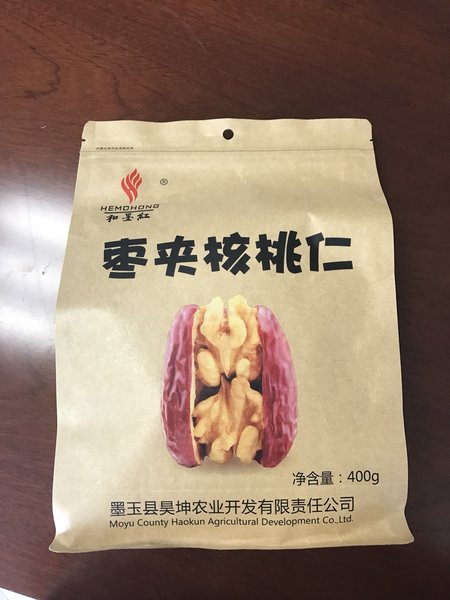 ®
HEMOHONG
和墨紅
枣夹核桃仁
净含量：400g
墨玉县昊坤农业开发有限责任公司
Moyu County Haokun Agricultural Development Co.,Ltd.